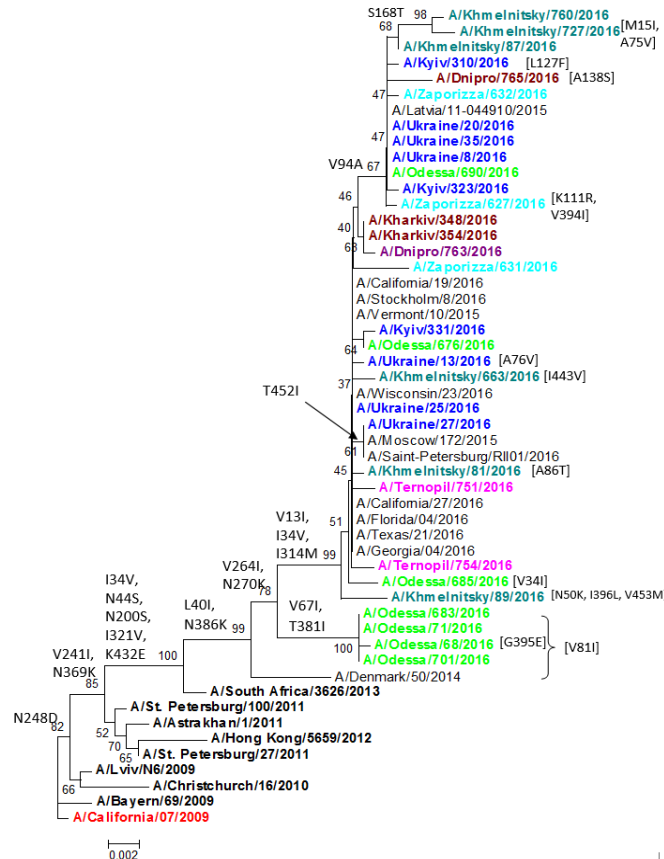 S168T
98
A/Khmelnitsky/760/2016
68
A/Khmelnitsky/727/2016
[M15I,
A75V]
A/Khmelnitsky/87/2016
A/Kyiv/310/2016 [L127F]
A/Dnipro/765/2016 [A138S]
47
A/Zaporizza/632/2016
A/Latvia/11-044910/2015
A/Ukraine/20/2016
47
A/Ukraine/35/2016
A/Ukraine/8/2016
V94A
67
A/Odessa/690/2016
A/Kyiv/323/2016
46
A/Zaporizza/627/2016
[K111R,
V394I]
A/Kharkiv/348/2016
40
A/Kharkiv/354/2016
63
A/Dnipro/763/2016
A/Zaporizza/631/2016
A/California/19/2016
A/Stockholm/8/2016
A/Vermont/10/2015
A/Kyiv/331/2016
64
A/Odessa/676/2016
A/Ukraine/13/2016 [A76V]
37
A/Khmelnitsky/663/2016 [I443V]
T452I
A/Wisconsin/23/2016
A/Ukraine/25/2016
A/Ukraine/27/2016
A/Moscow/172/2015
61
A/Saint-Petersburg/RII01/2016
45
A/Khmelnitsky/81/2016 [A86T]
A/Ternopil/751/2016
A/California/27/2016
V13I,
I34V,
I314M
51
A/Florida/04/2016
A/Texas/21/2016
A/Georgia/04/2016
99
A/Ternopil/754/2016
V264I,
N270K
A/Odessa/685/2016 [V34I]
78
A/Khmelnitsky/89/2016 [N50K, I396L, V453M]
I34V,
N44S,
N200S,
I321V,
K432E
L40I,
N386K
V67I,
T381I
A/Odessa/683/2016
A/Odessa/71/2016
99
100
A/Odessa/68/2016 [G395E]
[V81I]
A/Odessa/701/2016
V241I,
N369K
100
A/Denmark/50/2014
85
A/South Africa/3626/2013
A/St. Petersburg/100/2011
N248D
A/Astrakhan/1/2011
82
52
A/Hong Kong/5659/2012
70
65
A/St. Petersburg/27/2011
A/Lviv/N6/2009
66
A/Christchurch/16/2010
A/Bayern/69/2009
A/California/07/2009
0.002